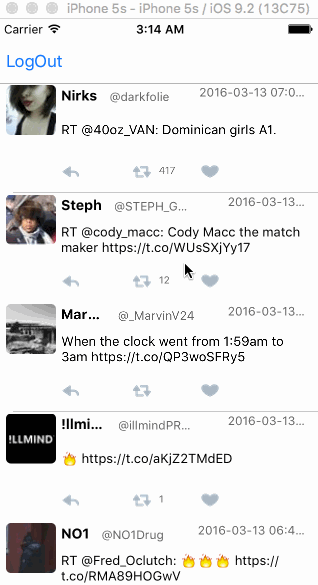 iPhone 5s - iPhone 5s / iOS 9.2 (13C75)
Carrier 3:14 AM
LogOut
Nirks @darkfolie 2016-03-13 07:0...
RT @40oz_VAN: Dominican girls A1.
417
Steph @STEPH_G... 2016-03-13...
RT @cody_macc: Cody Macc the match
maker https://t.co/WUsSXjYy17
12
Mar... @_MarvinV24 2016-03-13...
When the clock went from 1:59am to
3am https://t.co/QP3woSFRy5
!LLMIND
!llmi... @illmindPR... 2016-03-13...
🔥 https://t.co/aKjZ2TMdED
1
NO1 @NO1Drug 2016-03-13 06:4...
RT @Fred_Oclutch: 🔥🔥🔥 https://
t.co/RMA89HOGwV